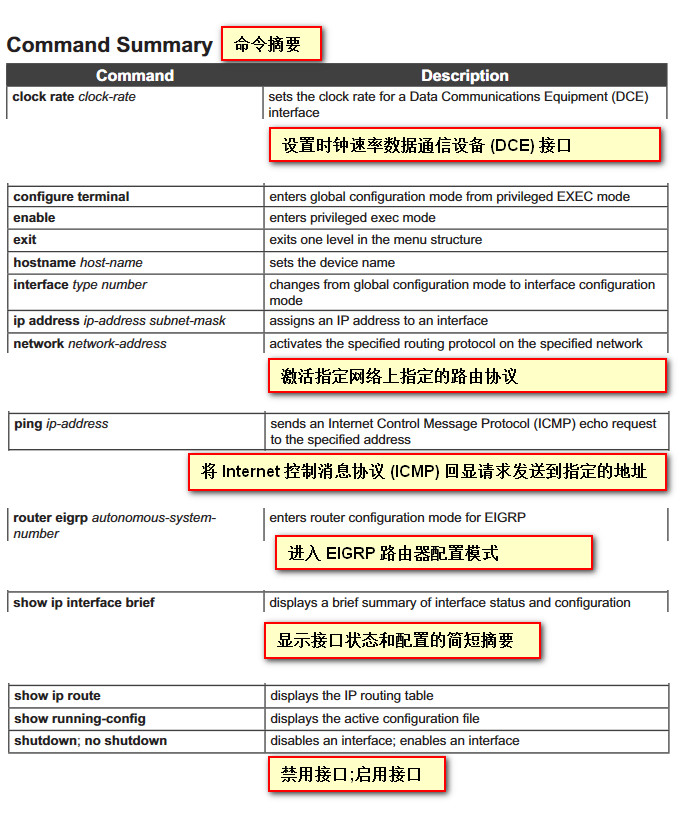 Command Summary 命令摘要
Command Description
clock rate clock-rate sets the clock rate for a Data Communications Equipment (DCE)
interface
设置时钟速率数据通信设备 (DCE) 接口
configure terminal enters global configuration mode from privileged EXEC mode
enable enters privileged exec mode
exit exits one level in the menu structure
hostname host-name sets the device name
interface type number changes from global configuration mode to interface configuration
mode
ip address ip-address subnet-mask assigns an IP address to an interface
network network-address activates the specified routing protocol on the specified network
激活指定网络上指定的路由协议
ping ip-address sends an Internet Control Message Protocol (ICMP) echo request
to the specified address
将 Internet 控制消息协议 (ICMP) 回显请求发送到指定的地址
router eigrp autonomous-system- enters router configuration mode for EIGRP
number
进入 EIGRP 路由器配置模式
show ip interface brief displays a brief summary of interface status and configuration
显示接口状态和配置的简短摘要
show ip route displays the IP routing table
show running-config displays the active configuration file
shutdown; no shutdown disables an interface; enables an interface
禁用接口;启用接口